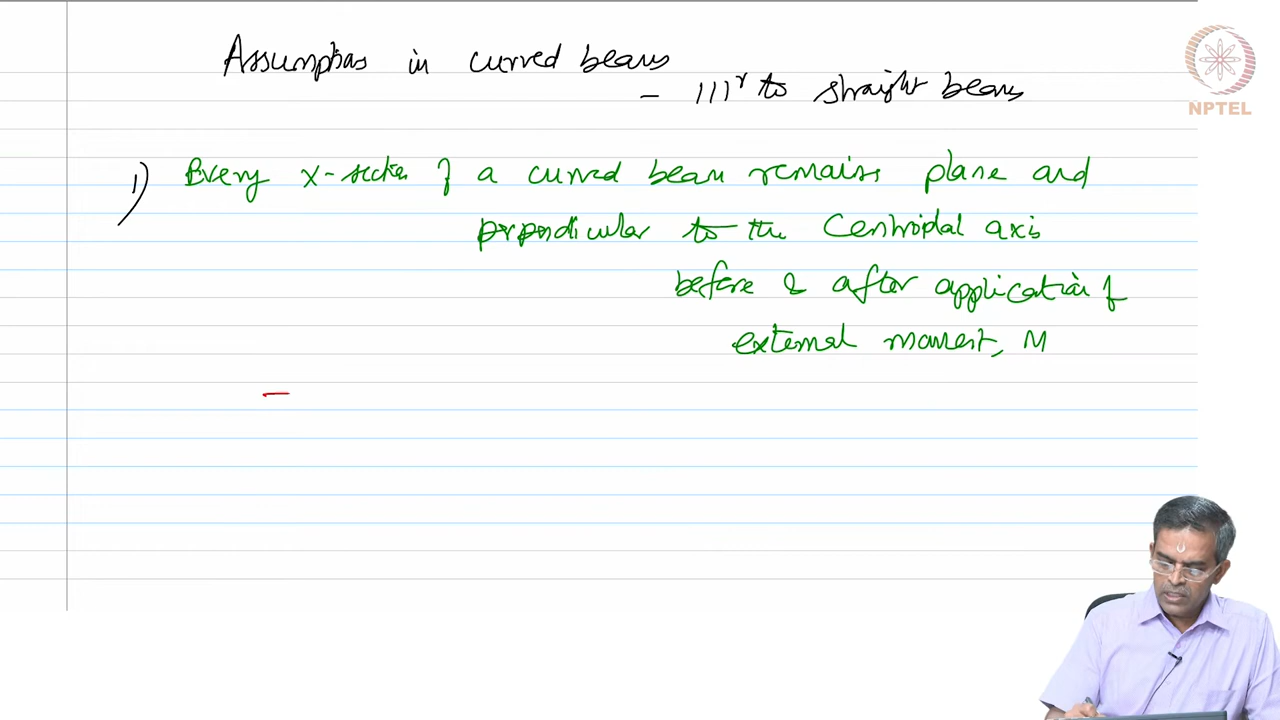 Assumptions in curved beams
- |||r to straight beams
NPTEL
1) Every x-section of a curved beam remains plane and
perpendicular to the Centroidal axis
before & after application of
external moment, M